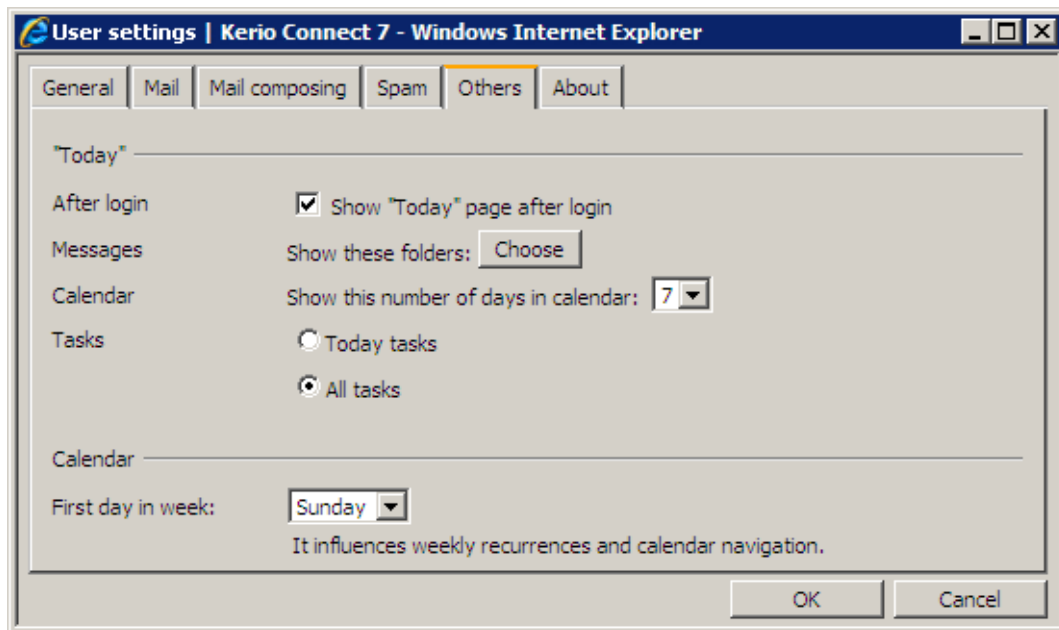 User settings | Kerio Connect 7 - Windows Internet Explorer
General Mail Mail composing Spam Others About
"Today"
After login Show "Today" page after login
Messages Show these folders: Choose
Calendar Show this number of days in calendar: 7
Tasks Today tasks
All tasks
Calendar
First day in week: Sunday
It influences weekly recurrences and calendar navigation.
OK Cancel